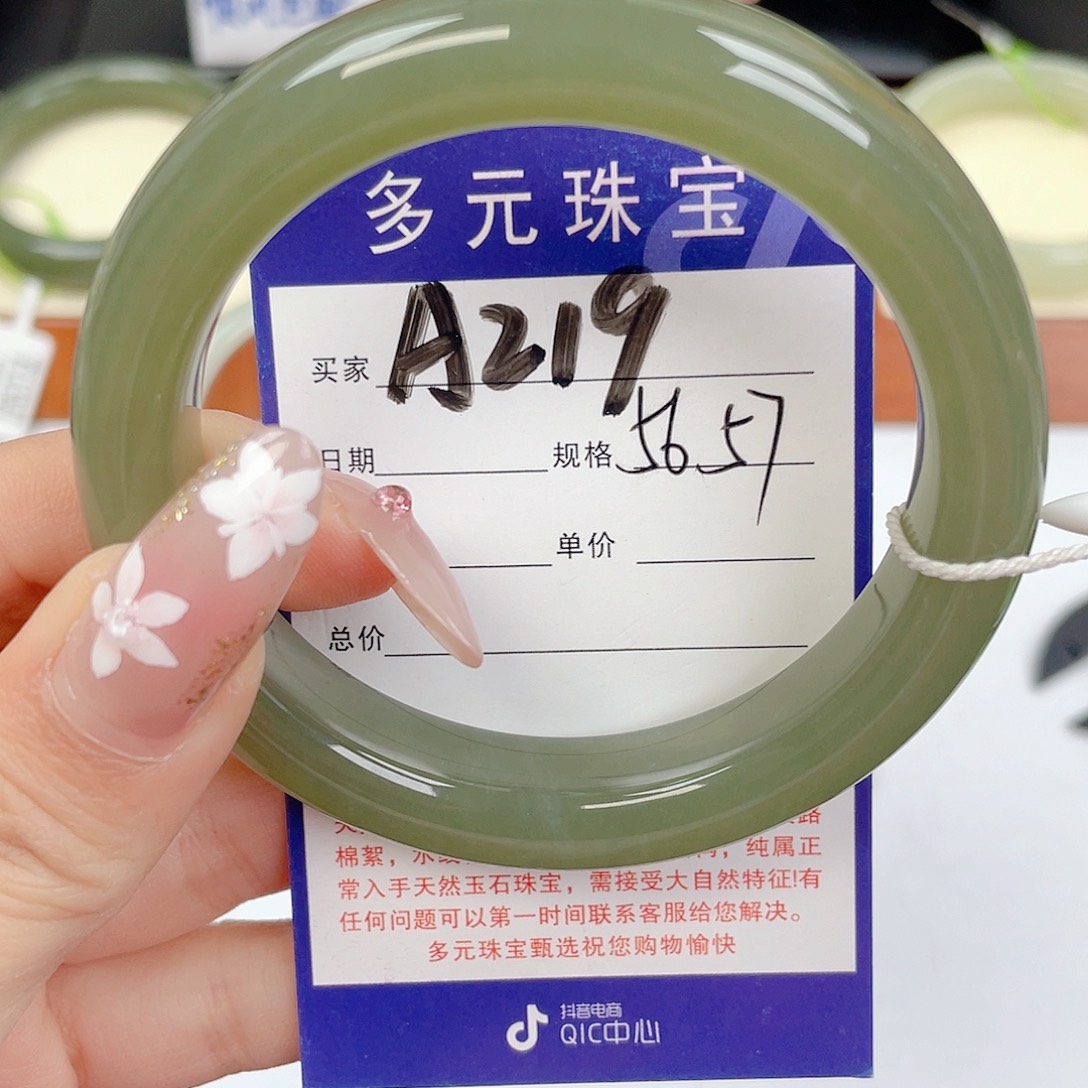 多元珠宝
买家 A219
日期 规格 56.57
单价
总价
棉絮，纯属正
常入手天然玉石珠宝，需接受大自然特征!有
任何问题可以第一时间联系客服给您解决。
多元珠宝甄选祝您购物愉快
抖音电商
QIC中心